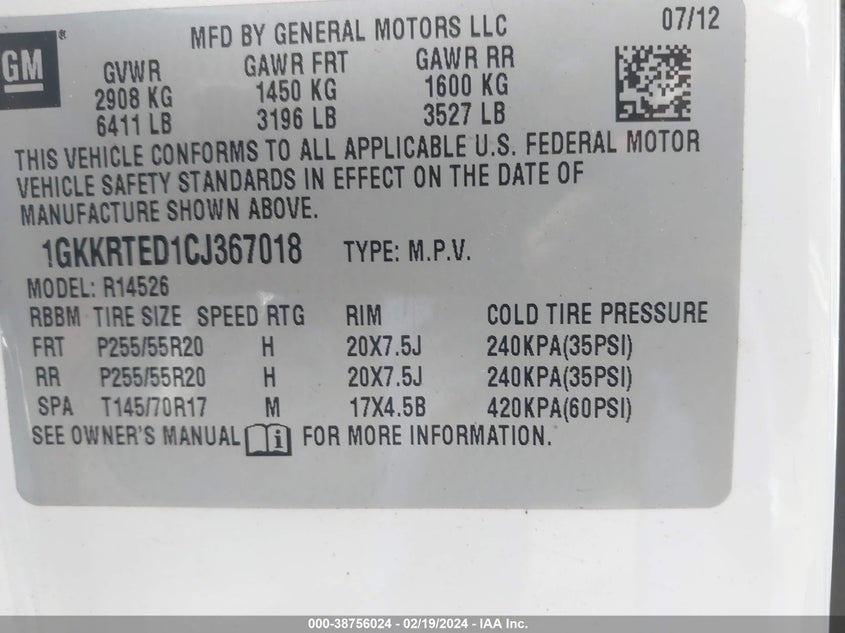 GM ®
MFD BY GENERAL MOTORS LLC 07/12
GVWR GAWR FRT GAWR RR
2908 KG 1450 KG 1600 KG
6411 LB 3196 LB 3527 LB
THIS VEHICLE CONFORMS TO ALL APPLICABLE U.S. FEDERAL MOTOR
VEHICLE SAFETY STANDARDS IN EFFECT ON THE DATE OF
MANUFACTURE SHOWN ABOVE.
1GKKRTED1CJ367018 TYPE: M.P.V.
MODEL: R14526
RBBM TIRE SIZE SPEED RTG RIM COLD TIRE PRESSURE
FRT P255/55R20 H 20X7.5J 240KPA(35PSI)
RR P255/55R20 H 20X7.5J 240KPA(35PSI)
SPA T145/70R17 M 17X4.5B 420KPA(60PSI)
SEE OWNER'S MANUAL i FOR MORE INFORMATION.
000-38756024 - 02/19/2024 - IAA Inc.